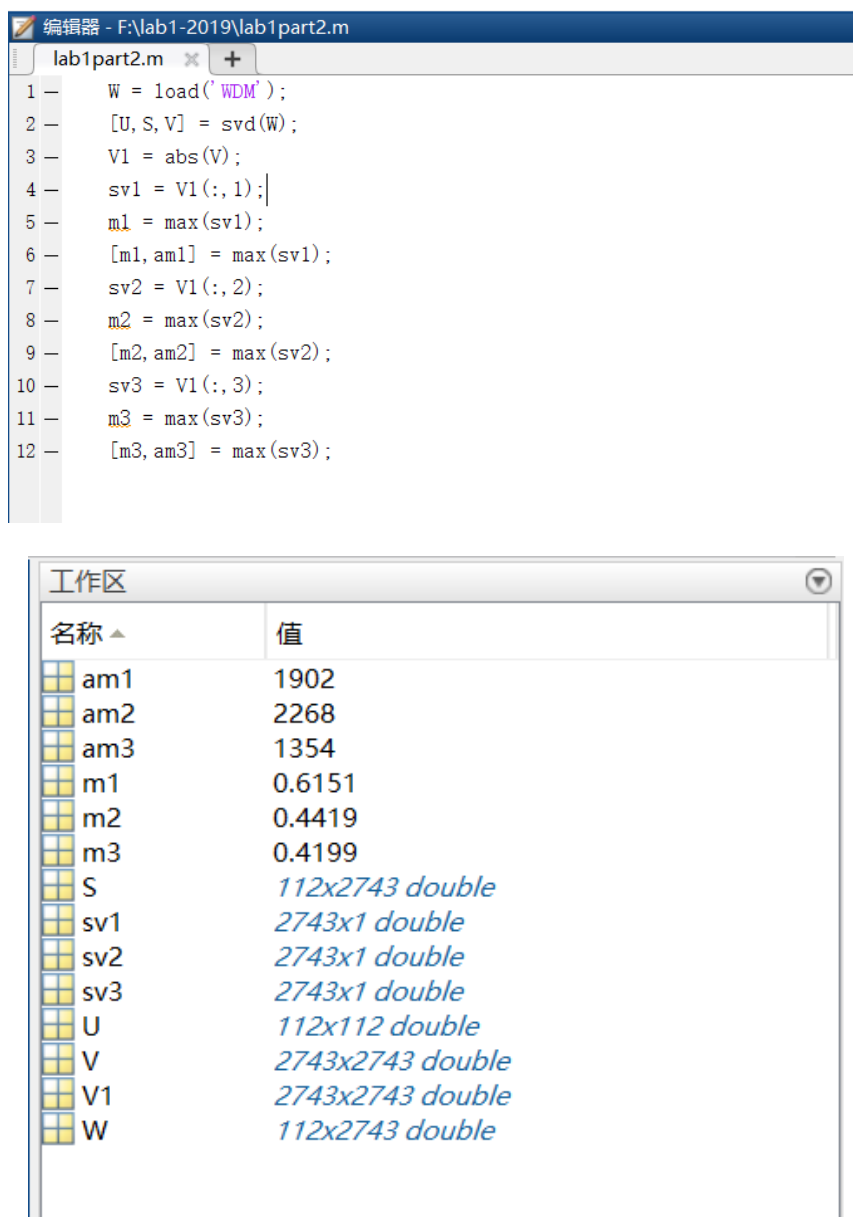 编辑器 - F:\lab1-2019\lab1part2.m
lab1part2.m × +
1 — W = load('WDM');
2 — [U,S,V] = svd(W);
3 — V1 = abs(V);
4 — sv1 = V1(:,1);
5 — m1 = max(sv1);
6 — [m1,am1] = max(sv1);
7 — sv2 = V1(:,2);
8 — m2 = max(sv2);
9 — [m2,am2] = max(sv2);
10 — sv3 = V1(:,3);
11 — m3 = max(sv3);
12 — [m3,am3] = max(sv3);
工作区
名称 值
am1 1902
am2 2268
am3 1354
m1 0.6151
m2 0.4419
m3 0.4199
S 112x2743 double
sv1 2743x1 double
sv2 2743x1 double
sv3 2743x1 double
U 112x112 double
V 2743x2743 double
V1 2743x2743 double
W 112x2743 double